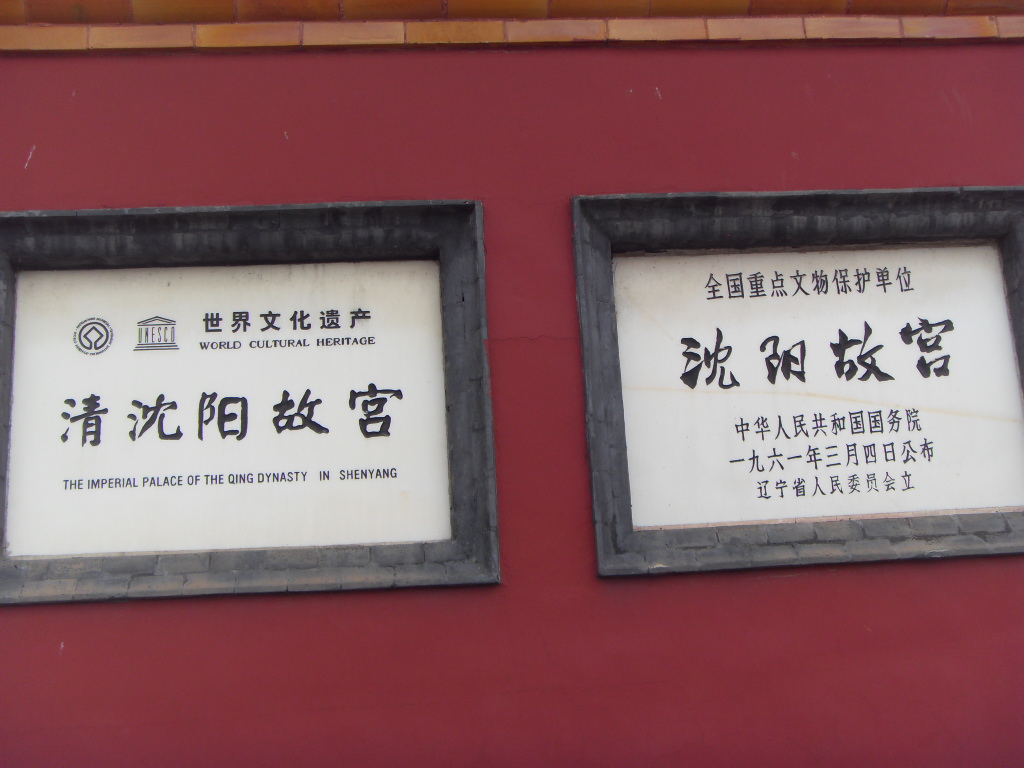 UNESCO
世界文化遗产
WORLD CULTURAL HERITAGE
清沈阳故宫
THE IMPERIAL PALACE OF THE QING DYNASTY IN SHENYANG
全国重点文物保护单位
沈阳故宫
中华人民共和国国务院
一九六一年三月四日公布
辽宁省人民委员会立